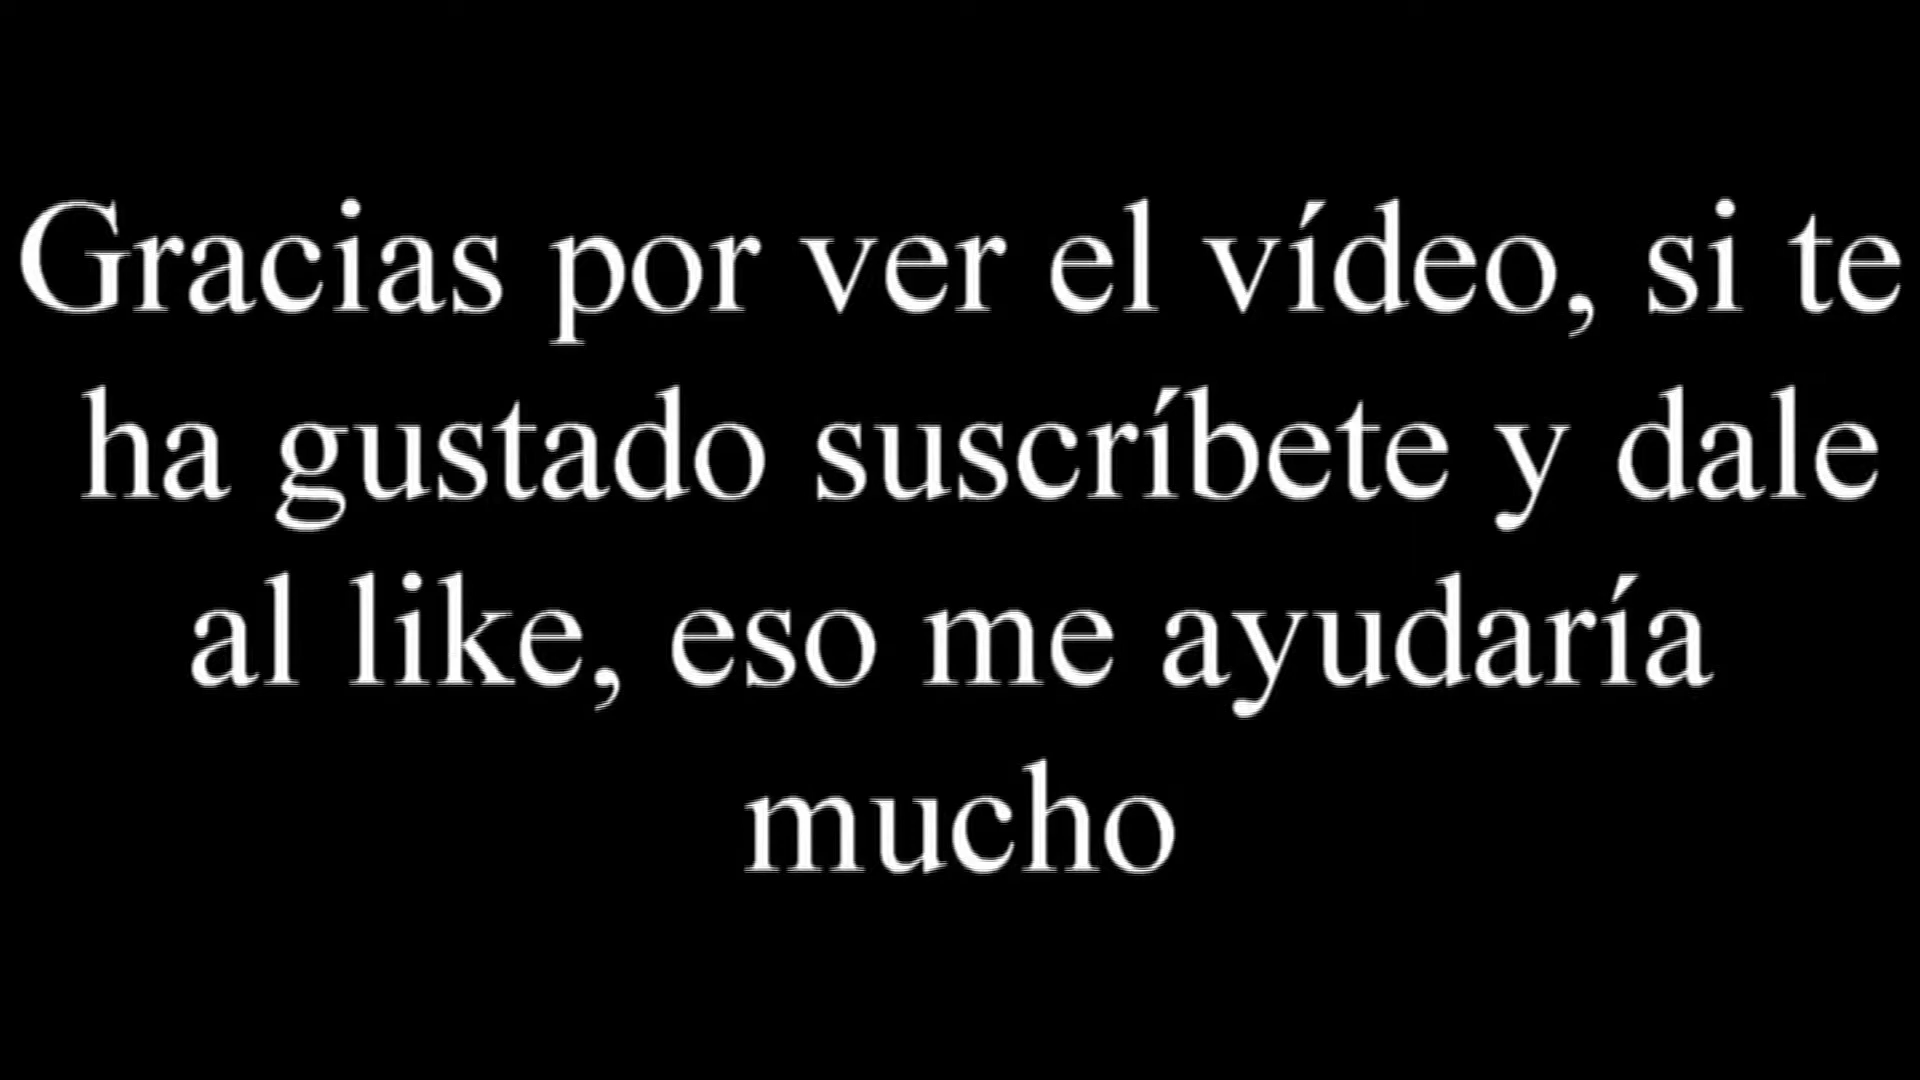 Gracias por ver el vídeo, si te
ha gustado suscríbete y dale
al like, eso me ayudaría
mucho